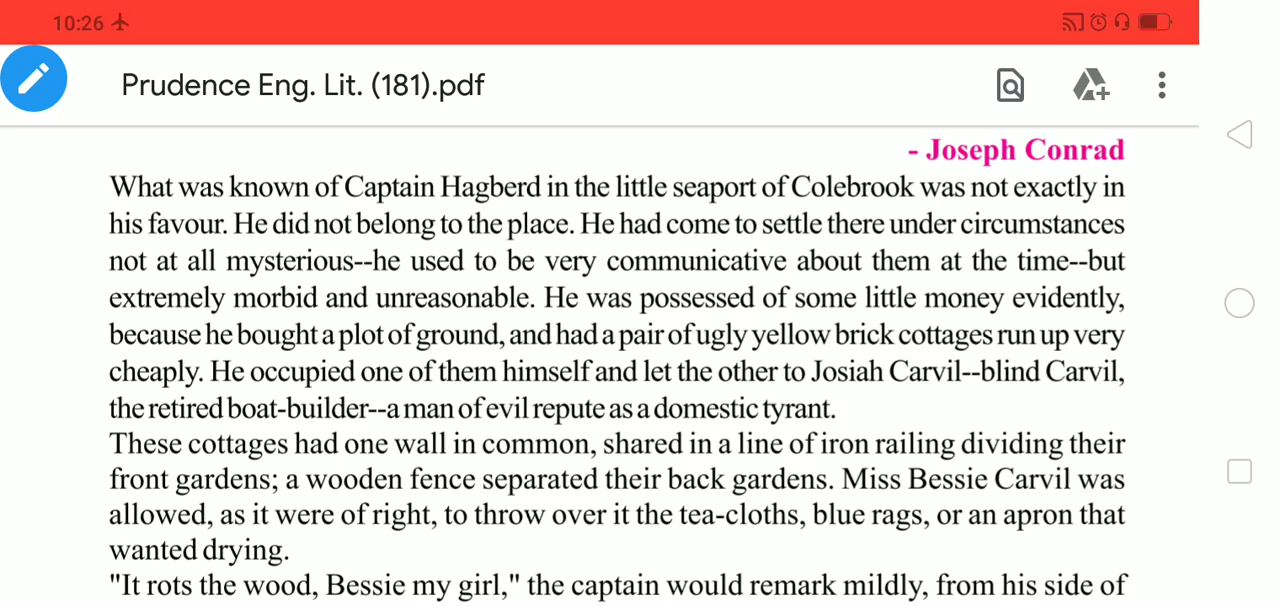 10:26
Prudence Eng. Lit. (181).pdf
- Joseph Conrad
What was known of Captain Hagberd in the little seaport of Colebrook was not exactly in
his favour. He did not belong to the place. He had come to settle there under circumstances
not at all mysterious--he used to be very communicative about them at the time--but
extremely morbid and unreasonable. He was possessed of some little money evidently,
because he bought a plot of ground, and had a pair of ugly yellow brick cottages run up very
cheaply. He occupied one of them himself and let the other to Josiah Carvil--blind Carvil,
the retired boat-builder--a man of evil repute as a domestic tyrant.
These cottages had one wall in common, shared in a line of iron railing dividing their
front gardens; a wooden fence separated their back gardens. Miss Bessie Carvil was
allowed, as it were of right, to throw over it the tea-cloths, blue rags, or an apron that
wanted drying.
"It rots the wood, Bessie my girl," the captain would remark mildly, from his side of